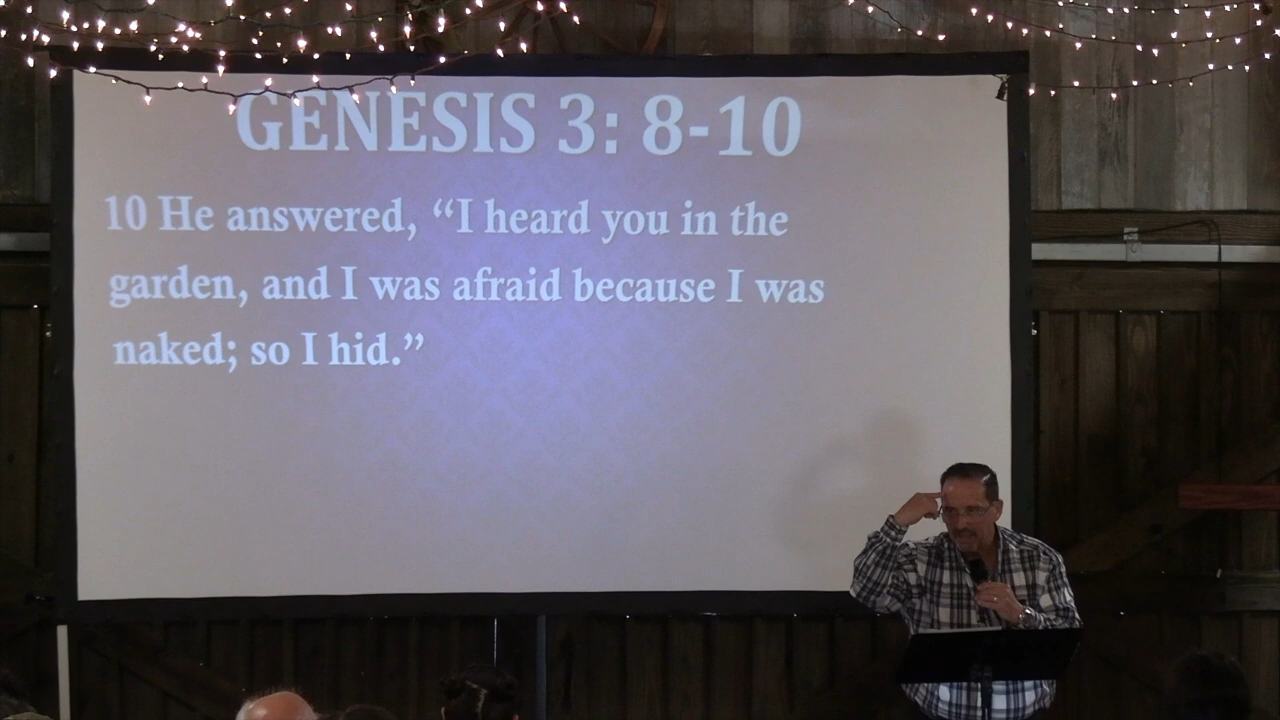 GENESIS 3: 8-10
10 He answered, “I heard you in the
garden, and I was afraid because I was
naked; so I hid.”